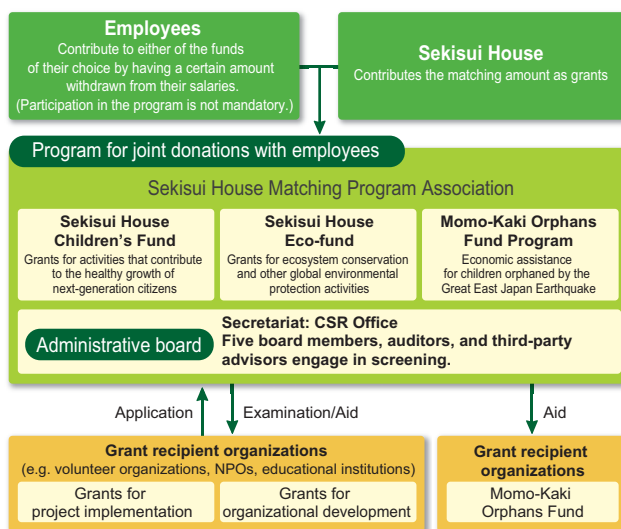 Employees
Contribute to either of the funds
of their choice by having a certain amount
withdrawn from their salaries.
(Participation in the program is not mandatory.)
Sekisui House
Contributes the matching amount as grants
Program for joint donations with employees
Sekisui House Matching Program Association
Sekisui House
Children's Fund
Grants for activities that contribute
to the healthy growth of
next-generation citizens
Sekisui House
Eco-fund
Grants for ecosystem conservation
and other global environmental
protection activities
Momo-Kaki Orphans
Fund Program
Economic assistance
for children orphaned by the
Great East Japan Earthquake
Administrative board
Secretariat: CSR Office
Five board members, auditors, and third-party
advisors engage in screening.
Application
Examination/Aid
Aid
Grant recipient organizations
(e.g. volunteer organizations, NPOs, educational institutions)
Grants for
project implementation
Grants for
organizational development
Grant recipient
organizations
Momo-Kaki
Orphans Fund